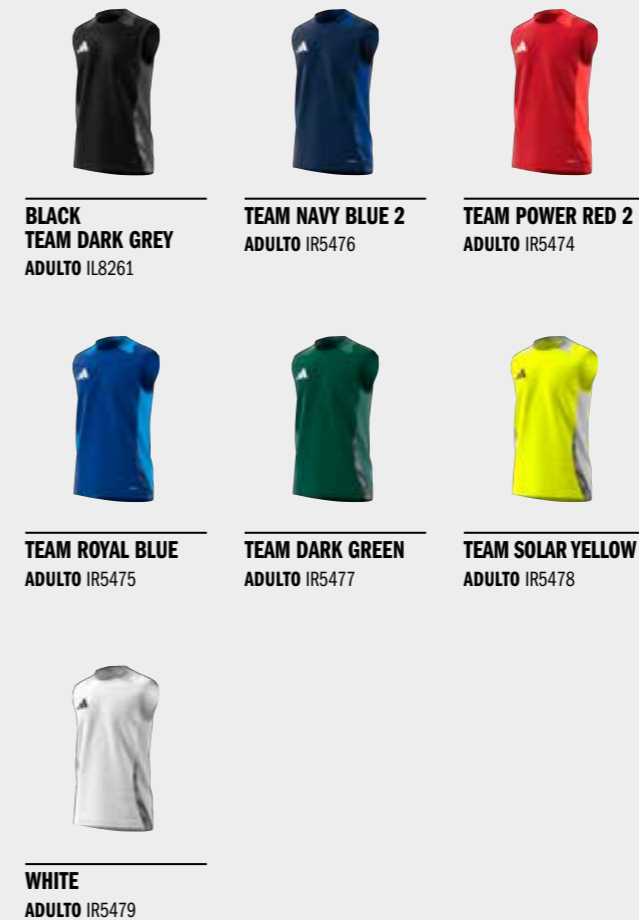 BLACK
TEAM DARK GREY
ADULTO IL8261
TEAM NAVY BLUE 2
ADULTO IR5476
TEAM POWER RED 2
ADULTO IR5474
TEAM ROYAL BLUE
ADULTO IR5475
TEAM DARK GREEN
ADULTO IR5477
TEAM SOLAR YELLOW
ADULTO IR5478
WHITE
ADULTO IR5479